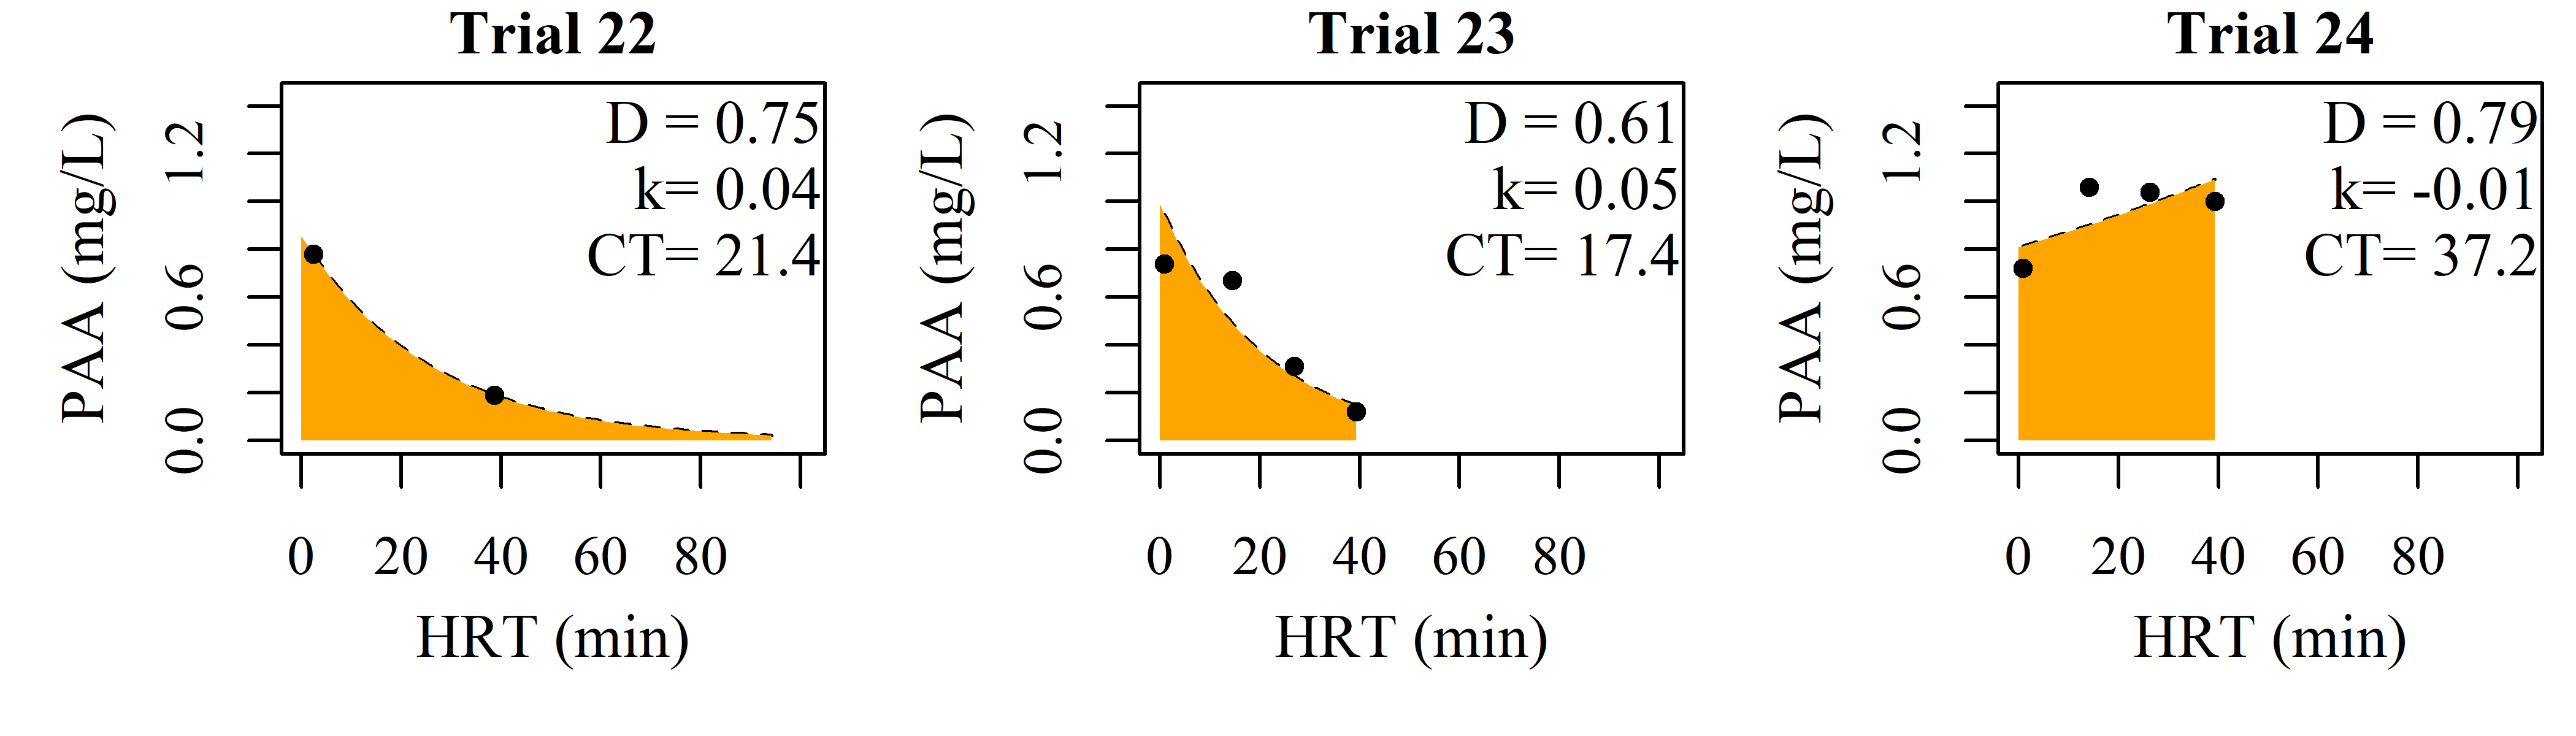 Trial 22
D = 0.75
k= 0.04
CT= 21.4
PAA (mg/L)
1.2
0.6
0.0
0 20 40 60 80
HRT (min)
Trial 23
D = 0.61
k= 0.05
CT= 17.4
PAA (mg/L)
1.2
0.6
0.0
0 20 40 60 80
HRT (min)
Trial 24
D = 0.79
k= -0.01
CT= 37.2
PAA (mg/L)
1.2
0.6
0.0
0 20 40 60 80
HRT (min)